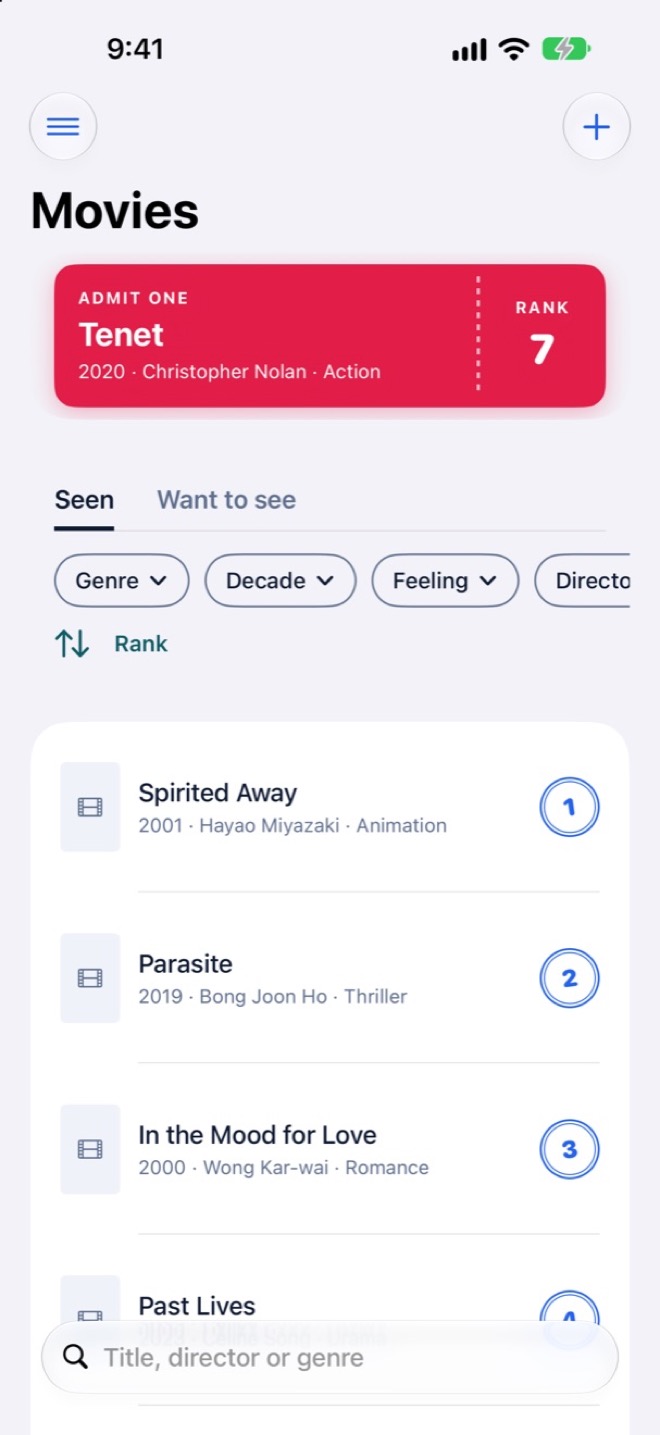 9:41
Movies
ADMIT ONE
Tenet
2020 · Christopher Nolan · Action
RANK
7
Seen
Want to see
Genre
Decade
Feeling
Directo
Rank
Spirited Away
2001 · Hayao Miyazaki · Animation
1
Parasite
2019 · Bong Joon Ho · Thriller
2
In the Mood for Love
2000 · Wong Kar-wai · Romance
3
Past Lives
4
Title, director or genre